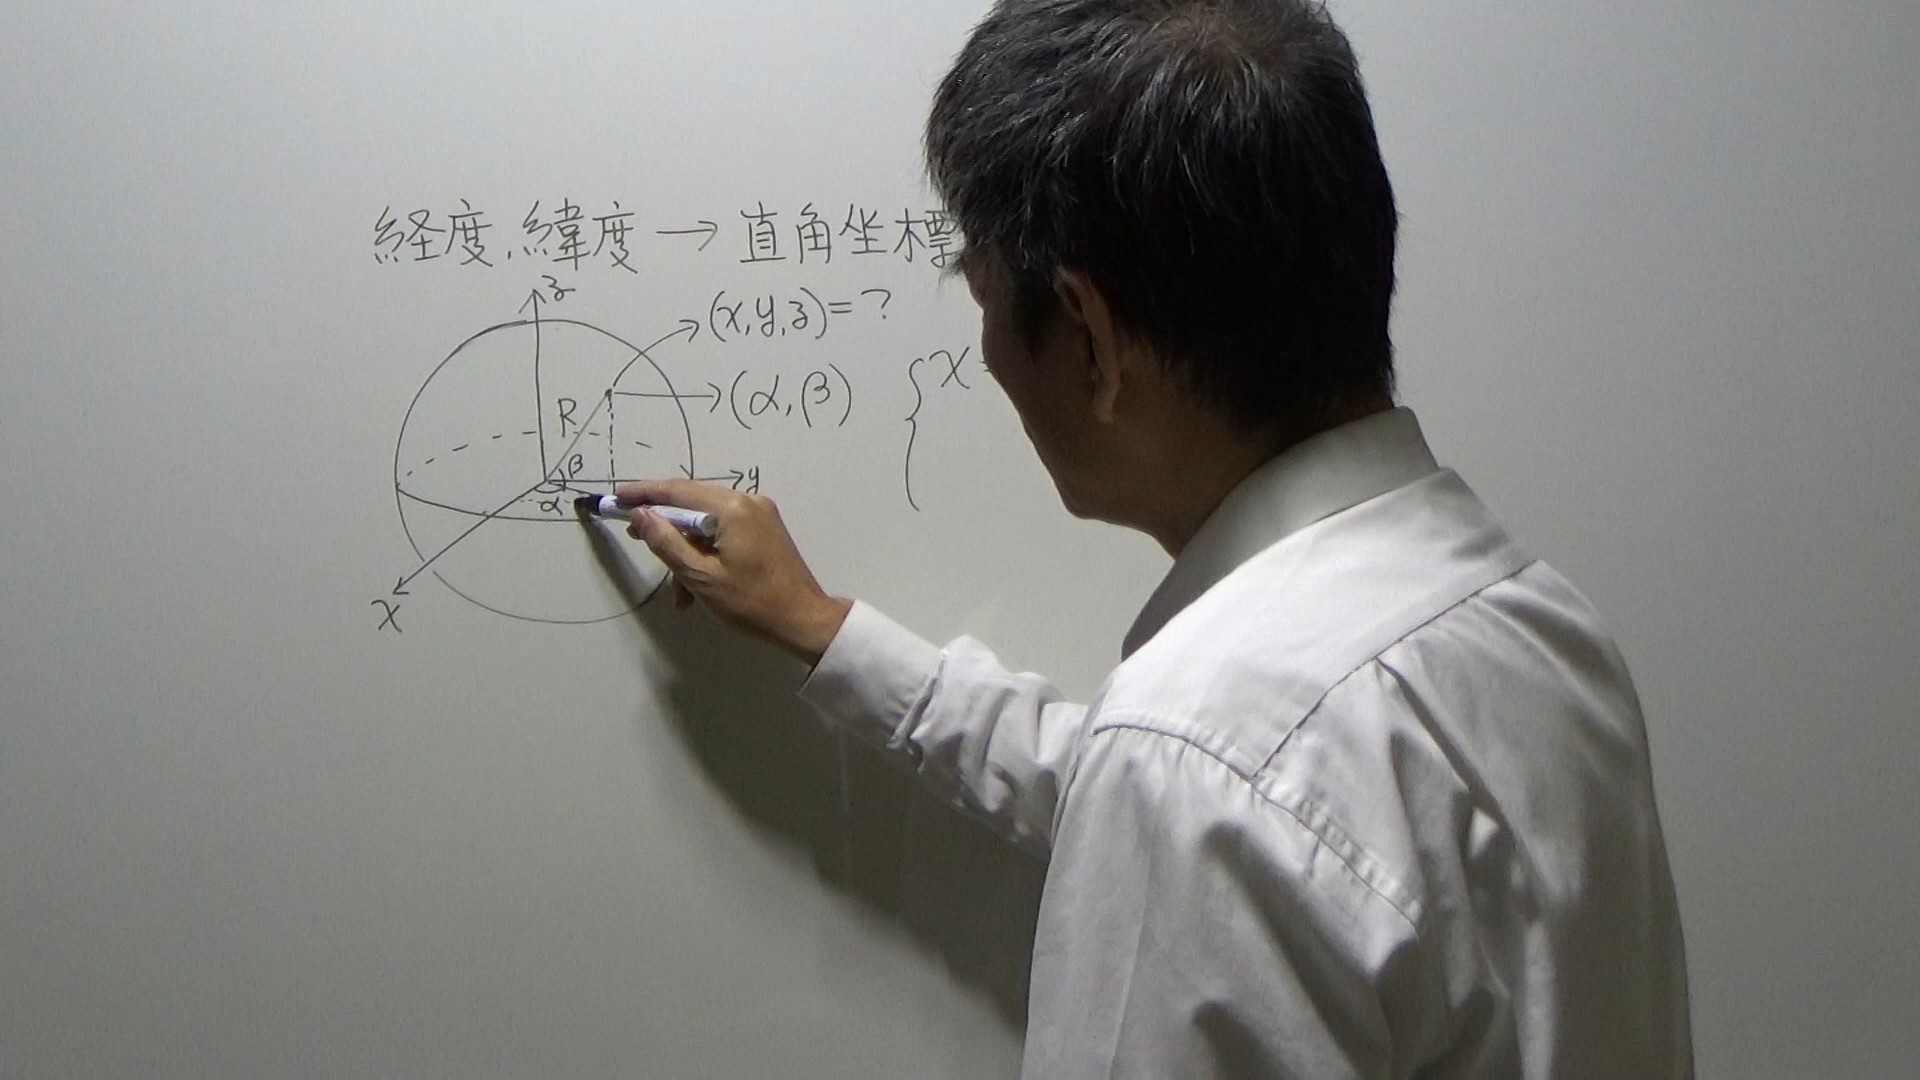 経度,緯度→直角坐標
z
(x,y,z)=?
R
(α,β)
{x
β
y
α
x